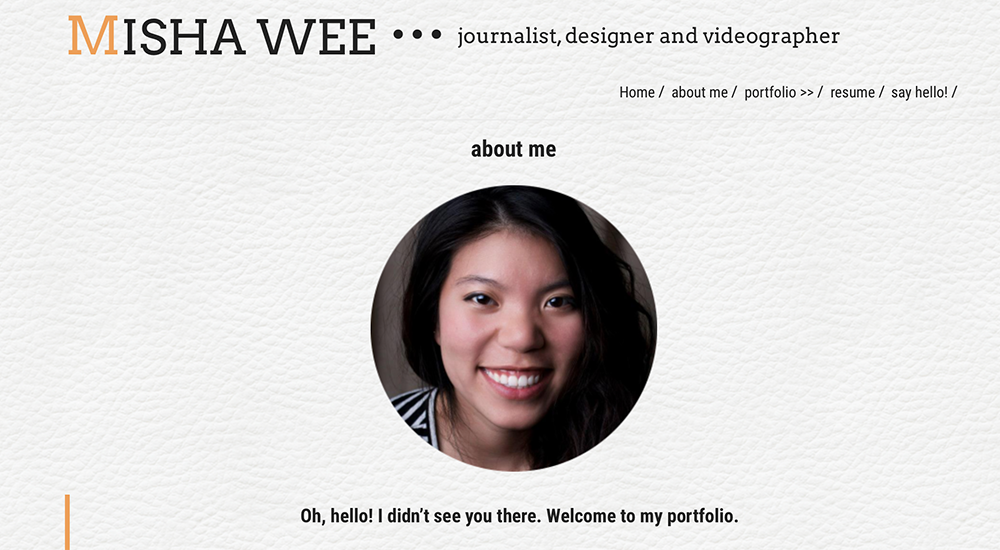 MISHA WEE ••• journalist, designer and videographer
Home / about me / portfolio >> / resume / say hello! /
about me
Oh, hello! I didn’t see you there. Welcome to my portfolio.